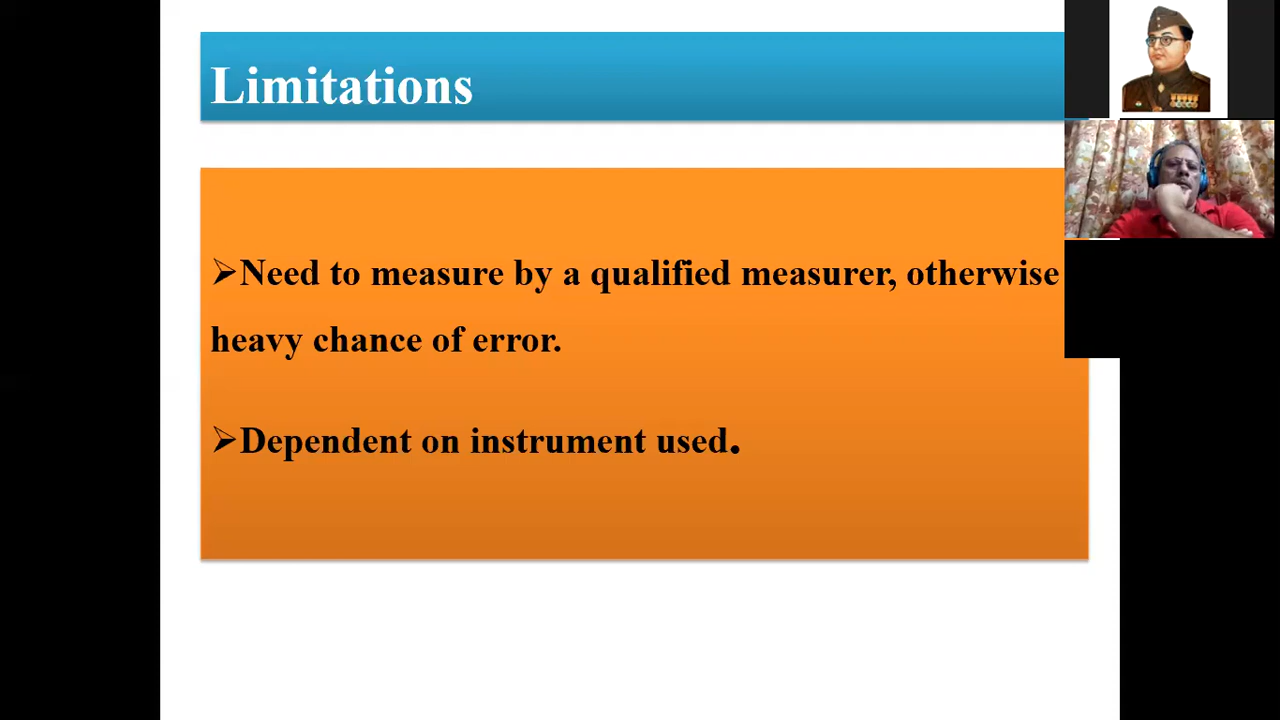 Limitations
➢Need to measure by a qualified measurer, otherwise
heavy chance of error.
➢Dependent on instrument used.